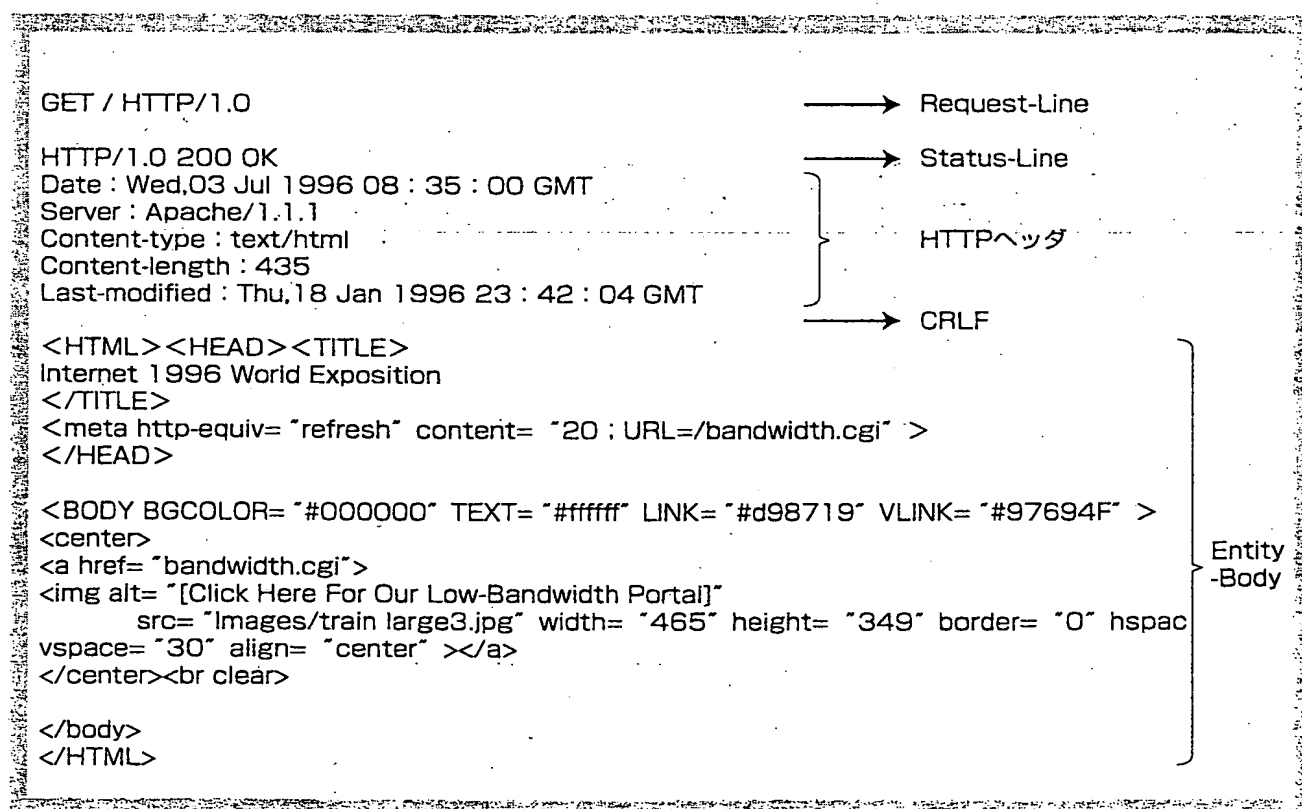 GET / HTTP/1.0 Request-Line
HTTP/1.0 200 OK Status-Line
Date : Wed,03 Jul 1996 08 : 35 : 00 GMT
Server : Apache/1.1.1
Content-type : text/html HTTPヘッダ
Content-length : 435
Last-modified : Thu,18 Jan 1996 23 : 42 : 04 GMT
CRLF
<HTML><HEAD><TITLE>
Internet 1996 World Exposition
</TITLE>
<meta http-equiv= "refresh" content= "20 ; URL=/bandwidth.cgi" >
</HEAD>
<BODY BGCOLOR= "#000000" TEXT= "#ffffff" LINK= "#d98719" VLINK= "#97694F" >
<center>
<a href= "bandwidth.cgi">
<img alt= "[Click Here For Our Low-Bandwidth Portal]"
src= "Images/train large3.jpg" width= "465" height= "349" border= "0" hspac
vspace= "30" align= "center" ></a>
</center><br clear>
</body>
</HTML>
Entity
-Body